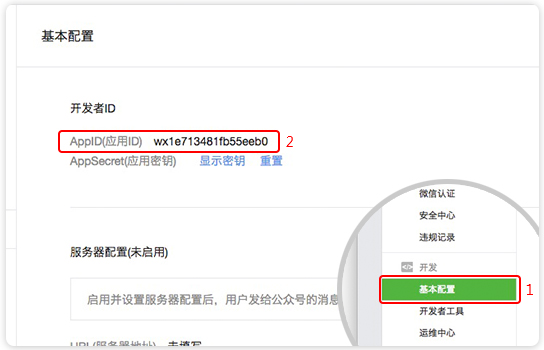 基本配置
开发者ID
AppID(应用ID) wx1e713481fb55eeb0 2
AppSecret(应用密钥) 显示密钥 重置
服务器配置(未启用)
启用并设置服务器配置后，用户发给公众号的消息
URL(服务器地址) 未填写
微信认证
安全中心
违规记录
</> 开发
基本配置 1
开发者工具
运维中心